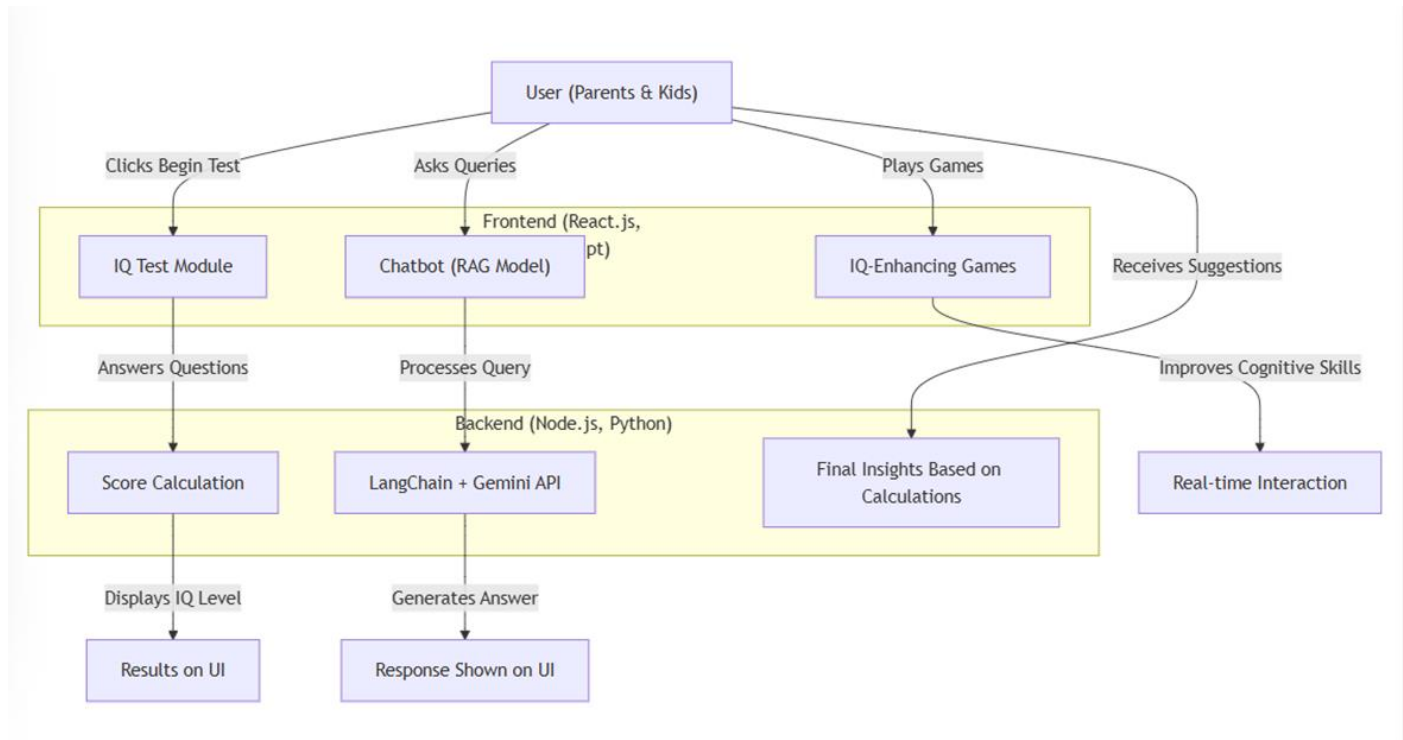 User (Parents & Kids)
Clicks Begin Test
Asks Queries
Plays Games
Frontend (React.js,
pt)
IQ Test Module
Chatbot (RAG Model)
IQ-Enhancing Games
Receives Suggestions
Answers Questions
Processes Query
Improves Cognitive Skills
Backend (Node.js, Python)
Score Calculation
LangChain + Gemini API
Final Insights Based on
Calculations
Real-time Interaction
Displays IQ Level
Generates Answer
Results on UI
Response Shown on UI